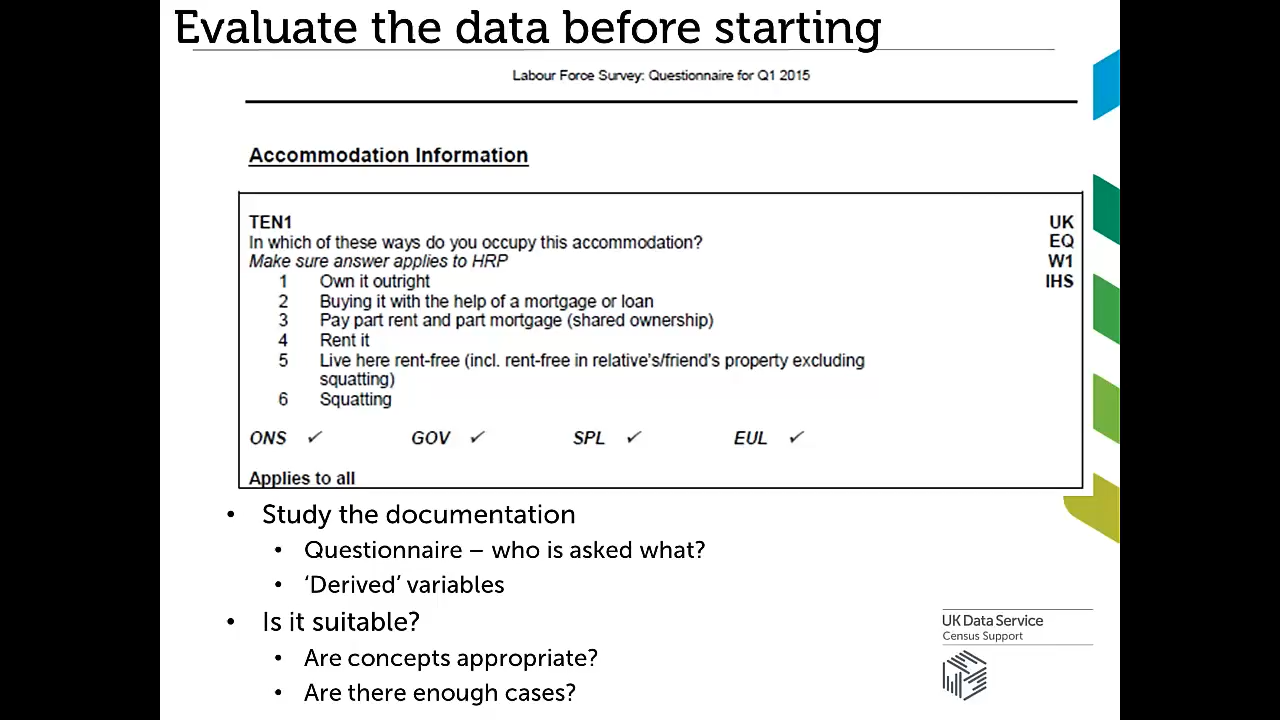 Evaluate the data before starting
Labour Force Survey: Questionnaire for Q1 2015
Accommodation Information
TEN1 UK
In which of these ways do you occupy this accommodation? EQ
Make sure answer applies to HRP W1
1 Own it outright IHS
2 Buying it with the help of a mortgage or loan
3 Pay part rent and part mortgage (shared ownership)
4 Rent it
5 Live here rent-free (incl. rent-free in relative's/friend's property excluding
squatting)
6 Squatting
ONS ✓ GOV ✓ SPL ✓ EUL ✓
Applies to all
• Study the documentation
• Questionnaire – who is asked what?
• ‘Derived’ variables
• Is it suitable?
• Are concepts appropriate?
• Are there enough cases?
UK Data Service
Census Support